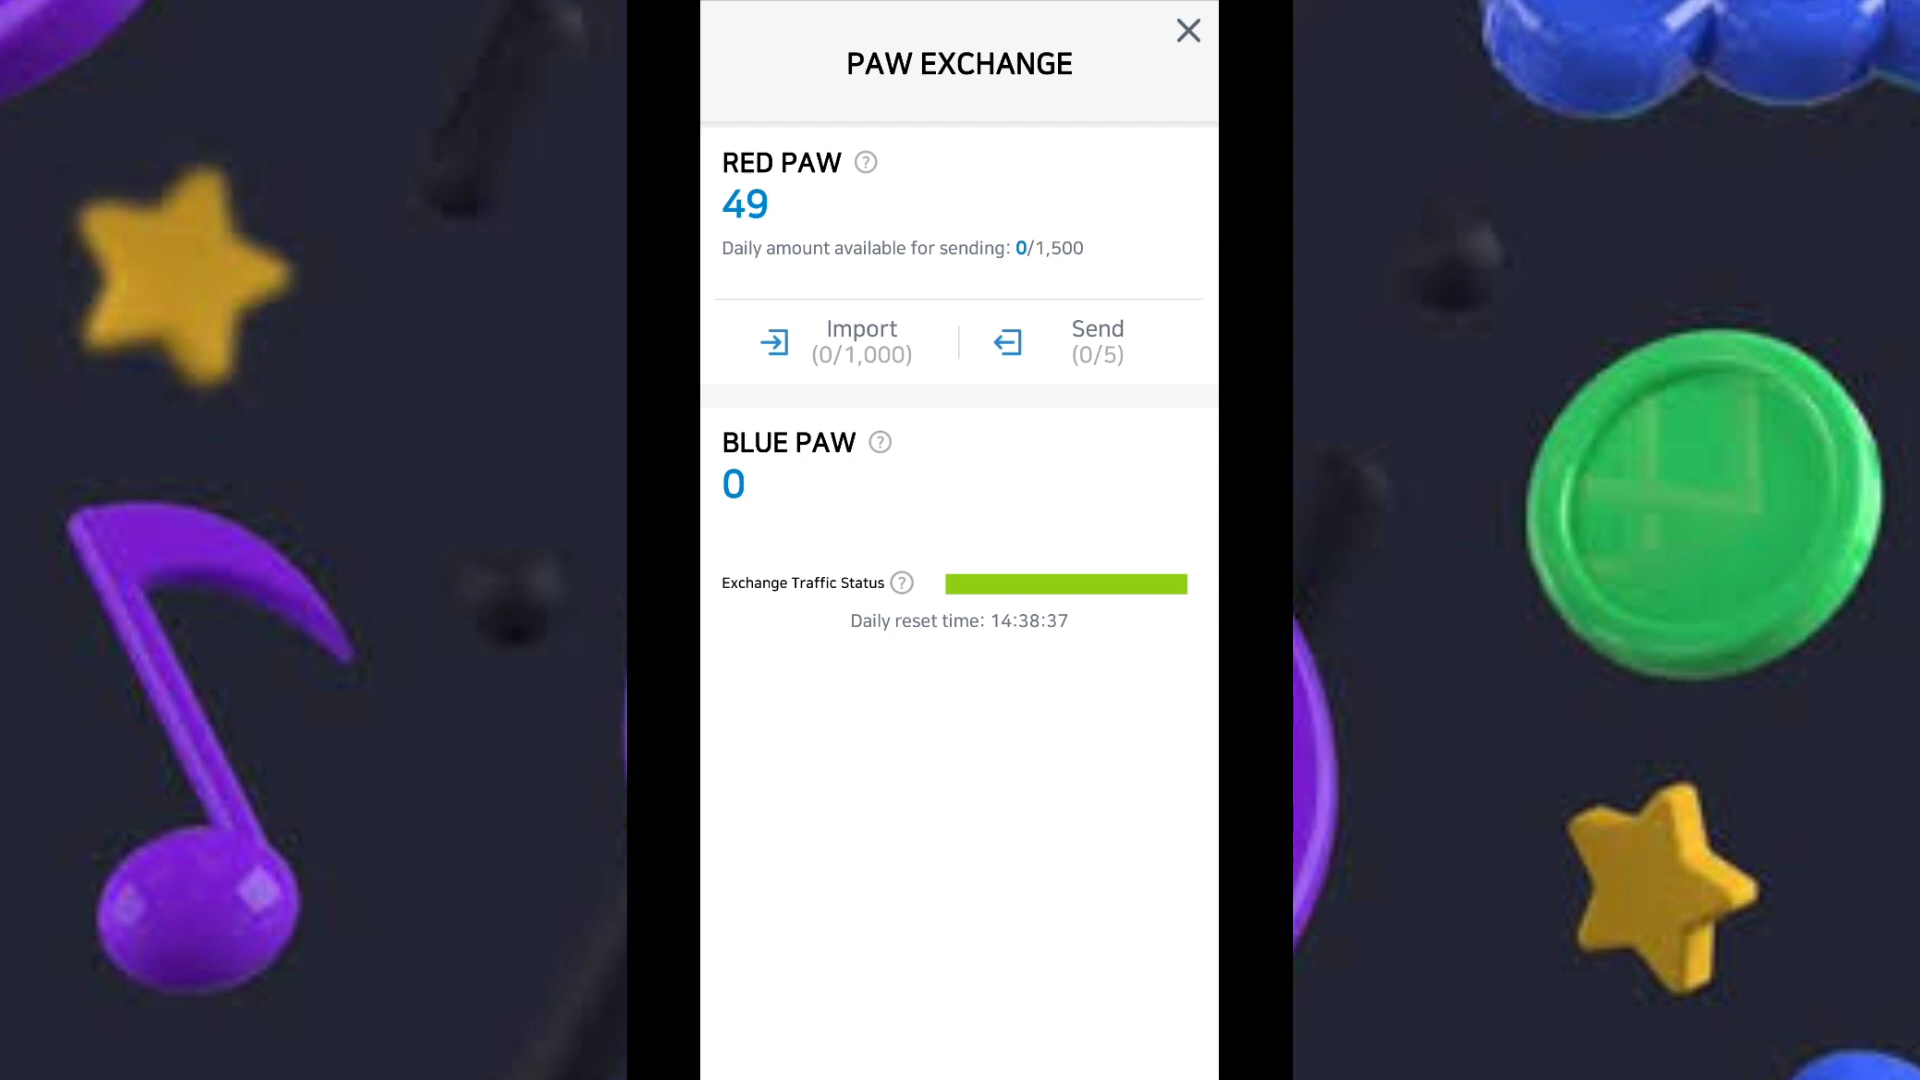 PAW EXCHANGE
RED PAW
49
Daily amount available for sending: 0/1,500
Import
(0/1,000)
Send
(0/5)
BLUE PAW
0
Exchange Traffic Status
Daily reset time: 14:38:37